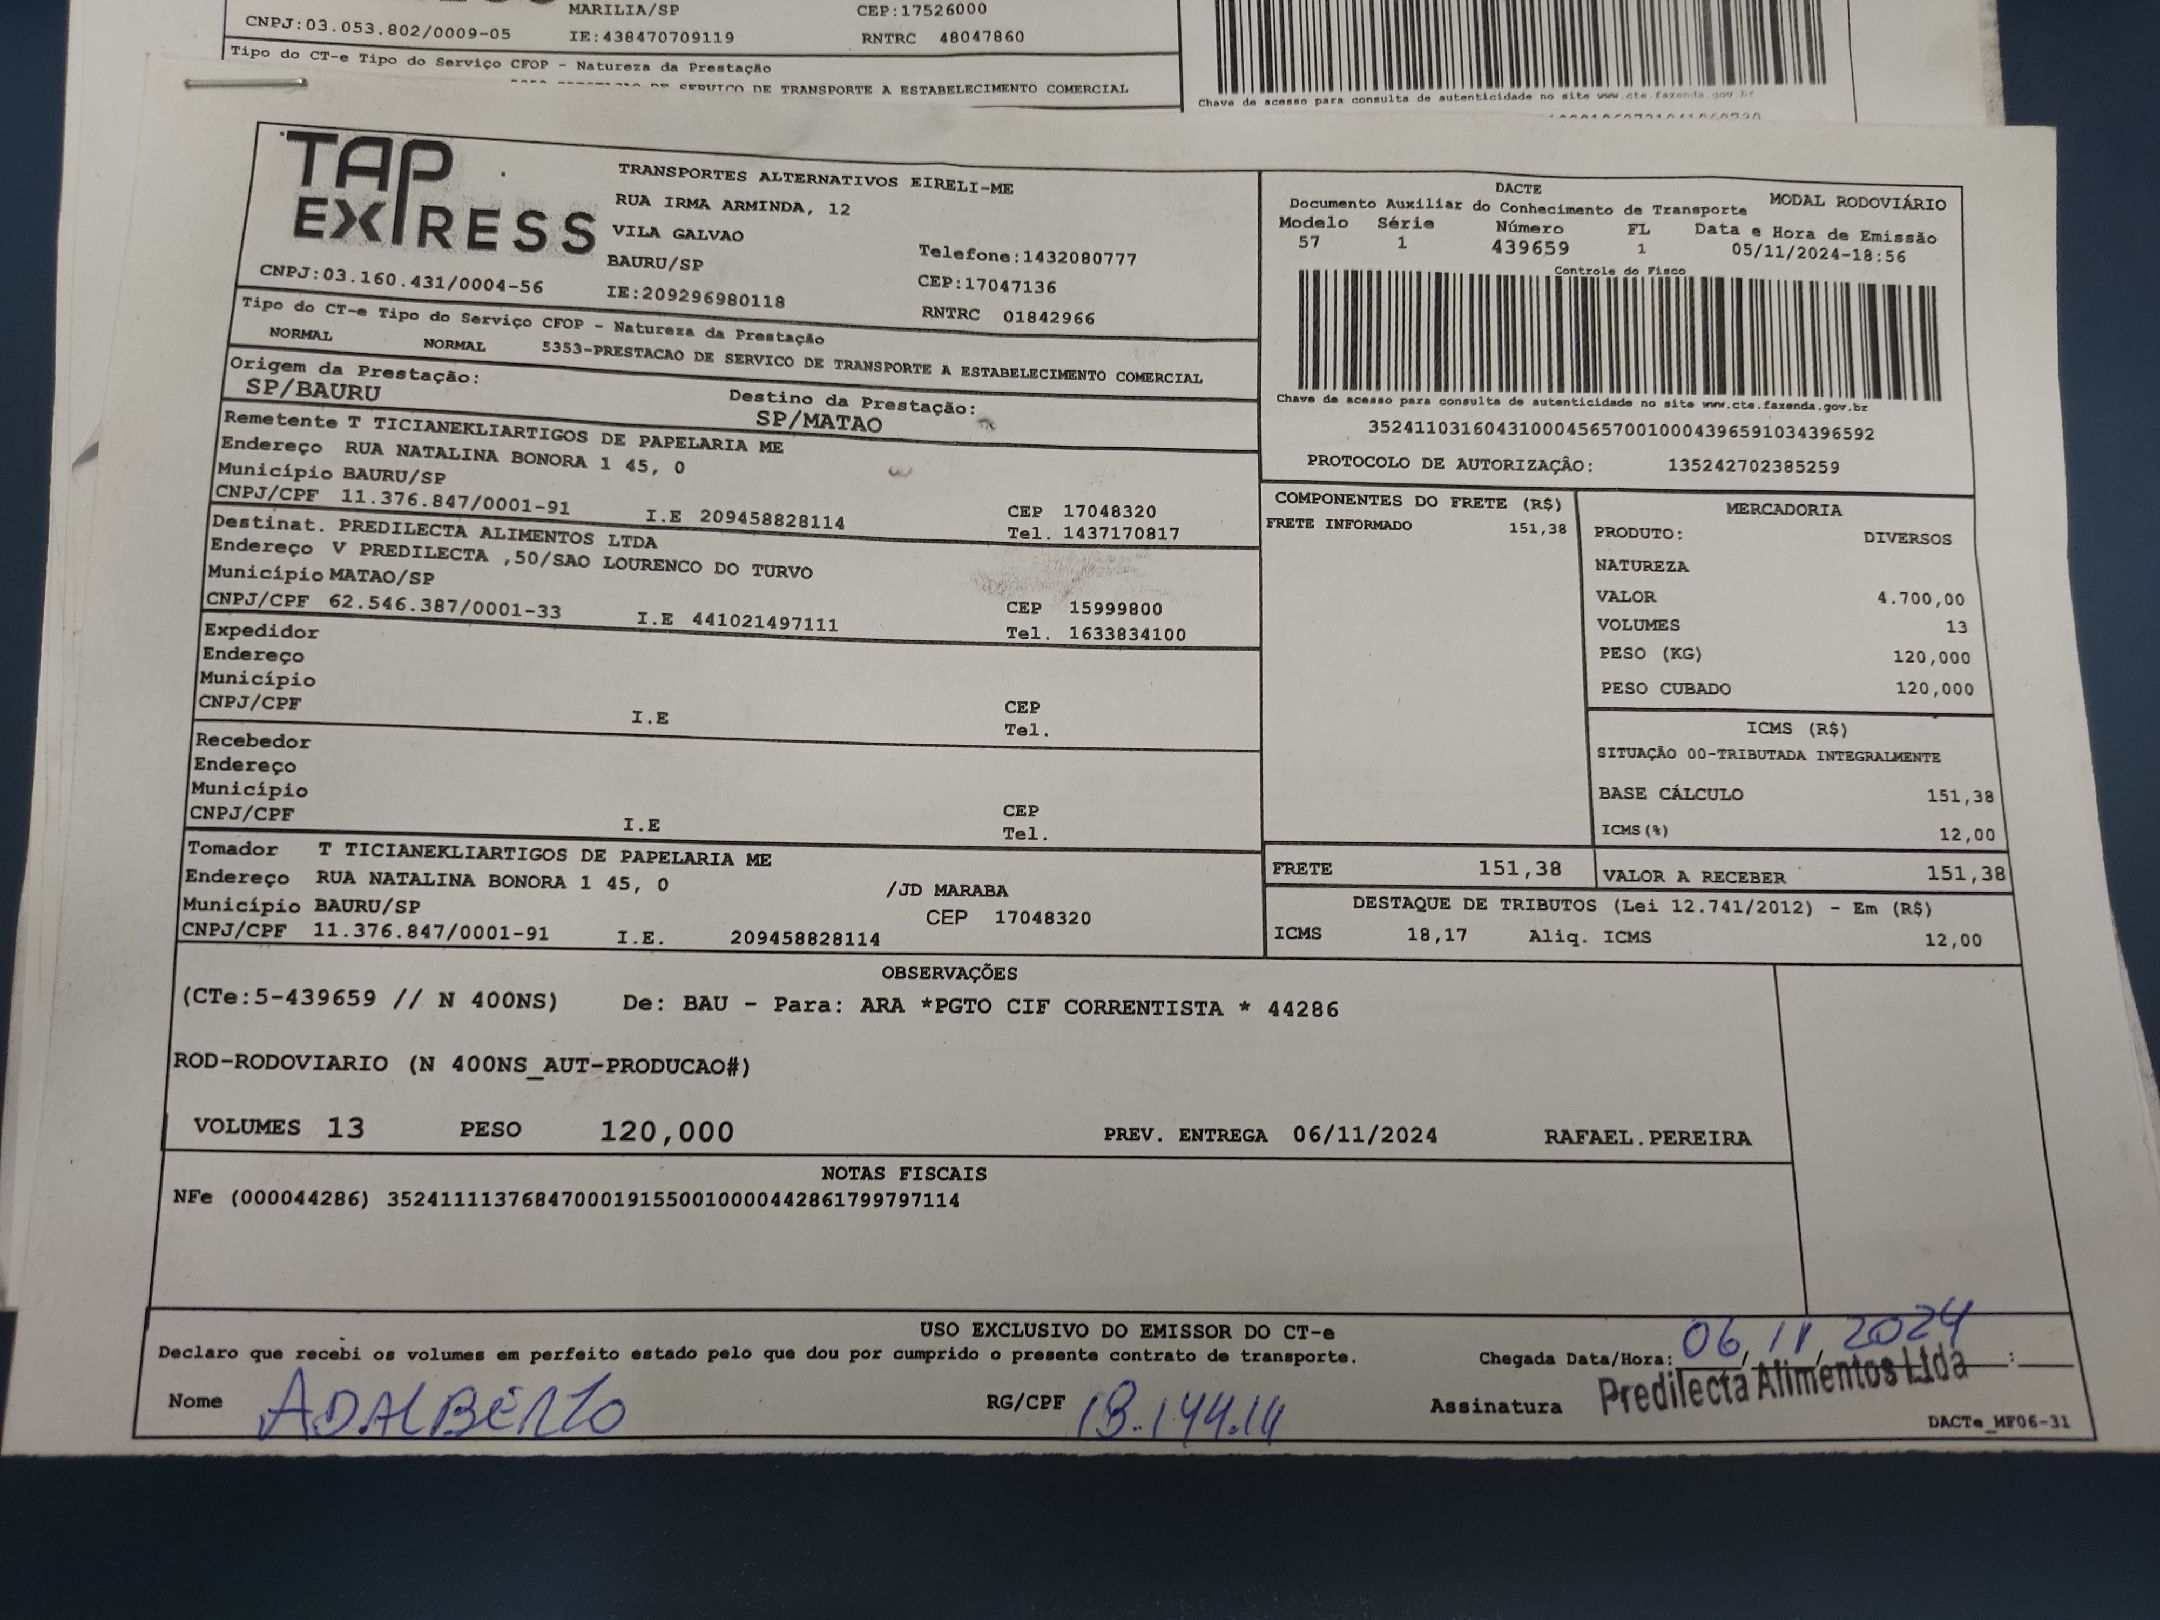 MARILIA/SP CEP:17526000
CNPJ:03.053.802/0009-05 IE:438470709119 RNTRC 48047860
Tipo do CT-e Tipo do Serviço CFOP - Natureza da Prestação
DE SERVICO DE TRANSPORTE A ESTABELECIMENTO COMERCIAL
Chave de acesso para consulta de autenticidade no site www.cte.fazenda.gov.br
TAP EXPRESS
TRANSPORTES ALTERNATIVOS EIRELI-ME
RUA IRMA ARMINDA, 12
VILA GALVAO
Telefone:1432080777
BAURU/SP
CEP:17047136
CNPJ:03.160.431/0004-56 IE:209296980118 RNTRC 01842966
DACTE MODAL RODOVIÁRIO
Documento Auxiliar do Conhecimento de Transporte
Modelo Série Número FL Data e Hora de Emissão
57 1 439659 1 05/11/2024-18:56
Controle do Fisco
Chave de acesso para consulta de autenticidade no site www.cte.fazenda.gov.br
35241103160431000456570010004396591034396592
PROTOCOLO DE AUTORIZAÇÃO: 135242702385259
Tipo do CT-e Tipo do Serviço CFOP - Natureza da Prestação
NORMAL NORMAL 5353-PRESTACAO DE SERVICO DE TRANSPORTE A ESTABELECIMENTO COMERCIAL
Origem da Prestação: Destino da Prestação:
SP/BAURU SP/MATAO
Remetente T TICIANEKLIARTIGOS DE PAPELARIA ME
Endereço RUA NATALINA BONORA 1 45, 0
Município BAURU/SP CEP 17048320
CNPJ/CPF 11.376.847/0001-91 I.E 209458828114 Tel. 1437170817
Destinat. PREDILECTA ALIMENTOS LTDA
Endereço V PREDILECTA ,50/SAO LOURENCO DO TURVO
Município MATAO/SP CEP 15999800
CNPJ/CPF 62.546.387/0001-33 I.E 441021497111 Tel. 1633834100
Expedidor
Endereço
Município CEP
CNPJ/CPF I.E Tel.
Recebedor
Endereço
Município CEP
CNPJ/CPF I.E Tel.
Tomador T TICIANEKLIARTIGOS DE PAPELARIA ME
Endereço RUA NATALINA BONORA 1 45, 0 /JD MARABA
Município BAURU/SP CEP 17048320
CNPJ/CPF 11.376.847/0001-91 I.E. 209458828114
COMPONENTES DO FRETE (R$)
FRETE INFORMADO 151,38
MERCADORIA
PRODUTO: DIVERSOS
NATUREZA
VALOR 4.700,00
VOLUMES 13
PESO (KG) 120,000
PESO CUBADO 120,000
ICMS (R$)
SITUAÇÃO 00-TRIBUTADA INTEGRALMENTE
BASE CÁLCULO 151,38
ICMS(%) 12,00
FRETE 151,38 VALOR A RECEBER 151,38
DESTAQUE DE TRIBUTOS (Lei 12.741/2012) - Em (R$)
ICMS 18,17 Aliq. ICMS 12,00
OBSERVAÇÕES
(CTe:5-439659 // N 400NS) De: BAU - Para: ARA *PGTO CIF CORRENTISTA * 44286
ROD-RODOVIARIO (N 400NS_AUT-PRODUCAO#)
VOLUMES 13 PESO 120,000 PREV. ENTREGA 06/11/2024 RAFAEL.PEREIRA
NOTAS FISCAIS
NFe (000044286) 35241111376847000191550010000442861799797114
USO EXCLUSIVO DO EMISSOR DO CT-e
Declaro que recebi os volumes em perfeito estado pelo que dou por cumprido o presente contrato de transporte. Chegada Data/Hora: 06/11/2024 :
Nome ADALBERTO RG/CPF Assinatura Predilecta Alimentos Ltda
DACTe_MF06-31